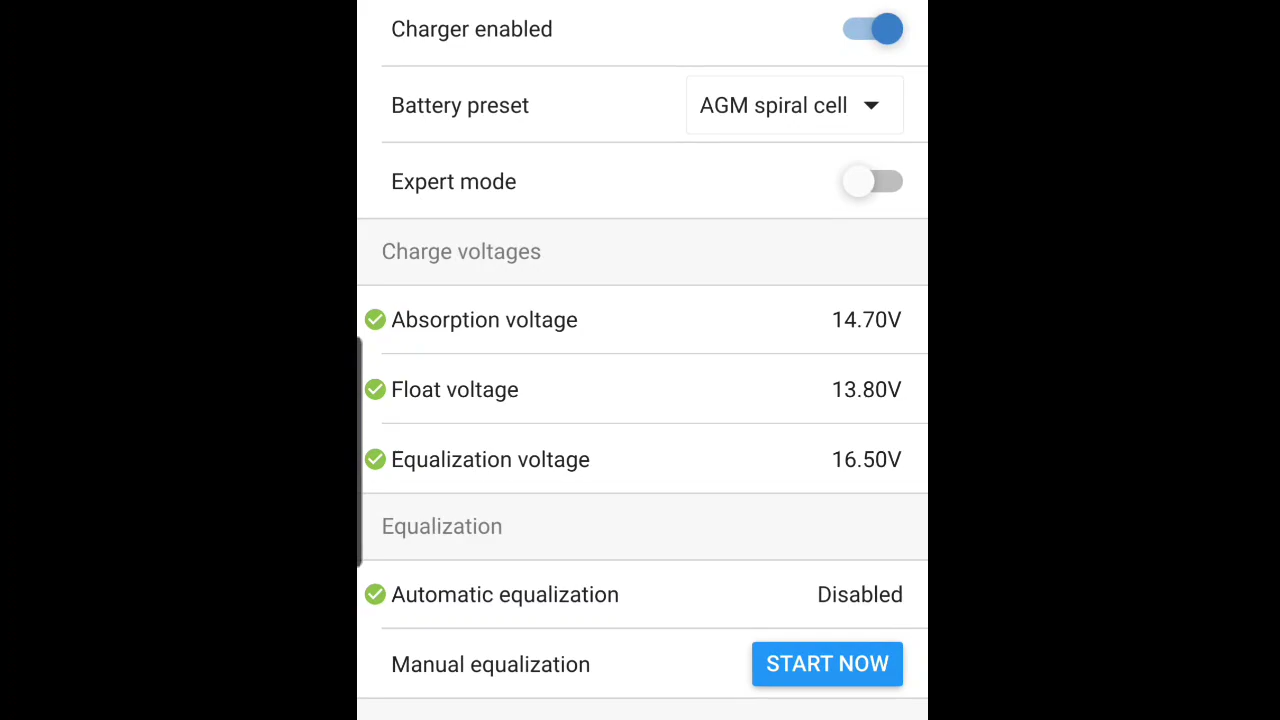 Charger enabled
Battery preset AGM spiral cell
Expert mode
Charge voltages
Absorption voltage 14.70V
Float voltage 13.80V
Equalization voltage 16.50V
Equalization
Automatic equalization Disabled
Manual equalization START NOW